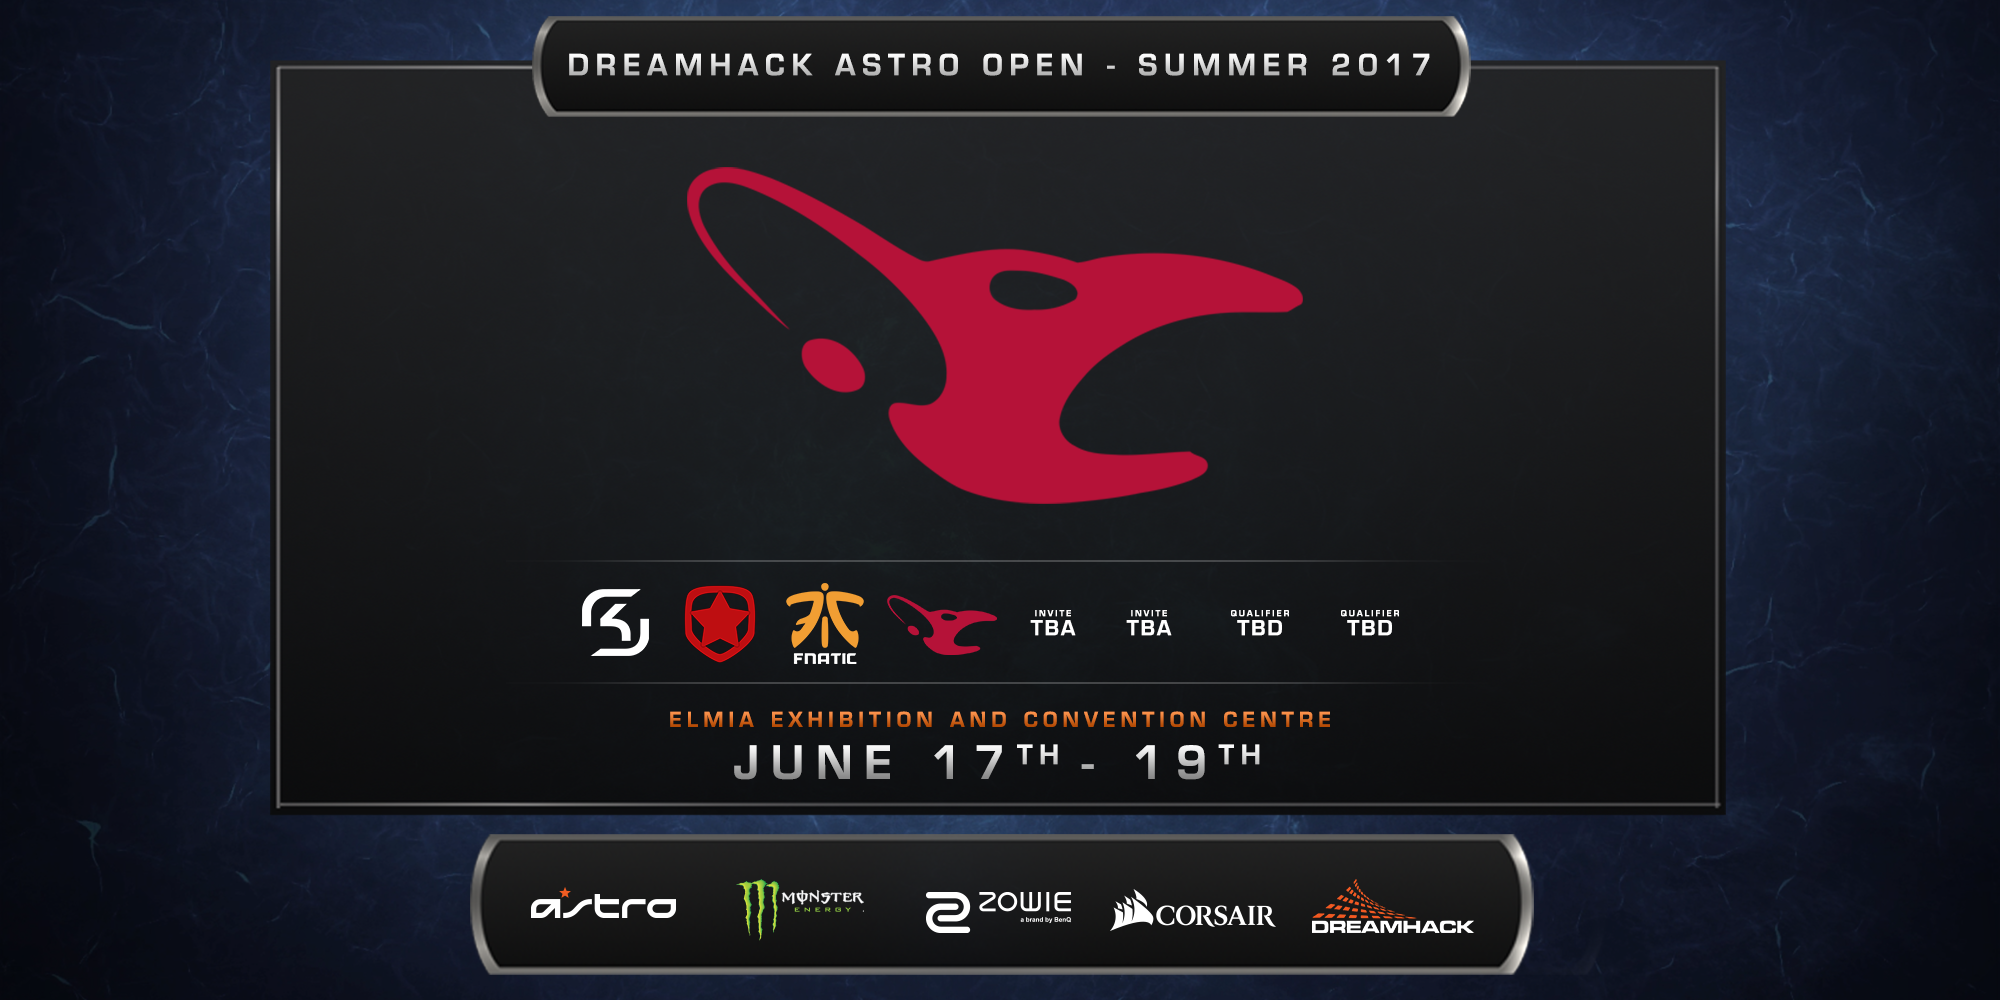 DREAMHACK ASTRO OPEN - SUMMER 2017
FNATIC
INVITE
TBA
INVITE
TBA
QUALIFIER
TBD
QUALIFIER
TBD
ELMIA EXHIBITION AND CONVENTION CENTRE
JUNE 17TH - 19TH
astro
MONSTER
ENERGY
ZOWIE
a brand by BenQ
CORSAIR
DREAMHACK